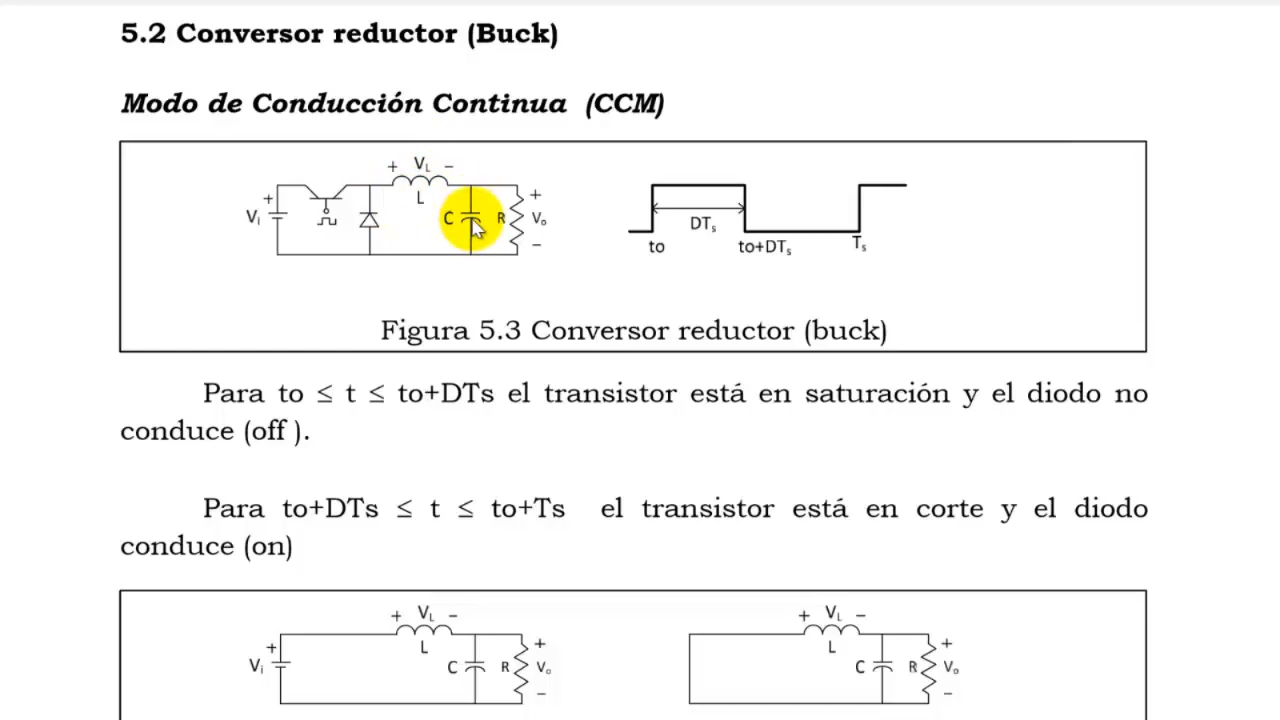 5.2 Conversor reductor (Buck)
Modo de Conducción Continua (CCM)
+ VL −
L
+ Vi
C
R
+ Vo −
DTs
to
to+DTs
Ts
Figura 5.3 Conversor reductor (buck)
Para to ≤ t ≤ to+DTs el transistor está en saturación y el diodo no
conduce (off ).
Para to+DTs ≤ t ≤ to+Ts el transistor está en corte y el diodo
conduce (on)
+ VL −
L
+ Vi
C
R
+ Vo −
+ VL −
L
C
R
+ Vo −